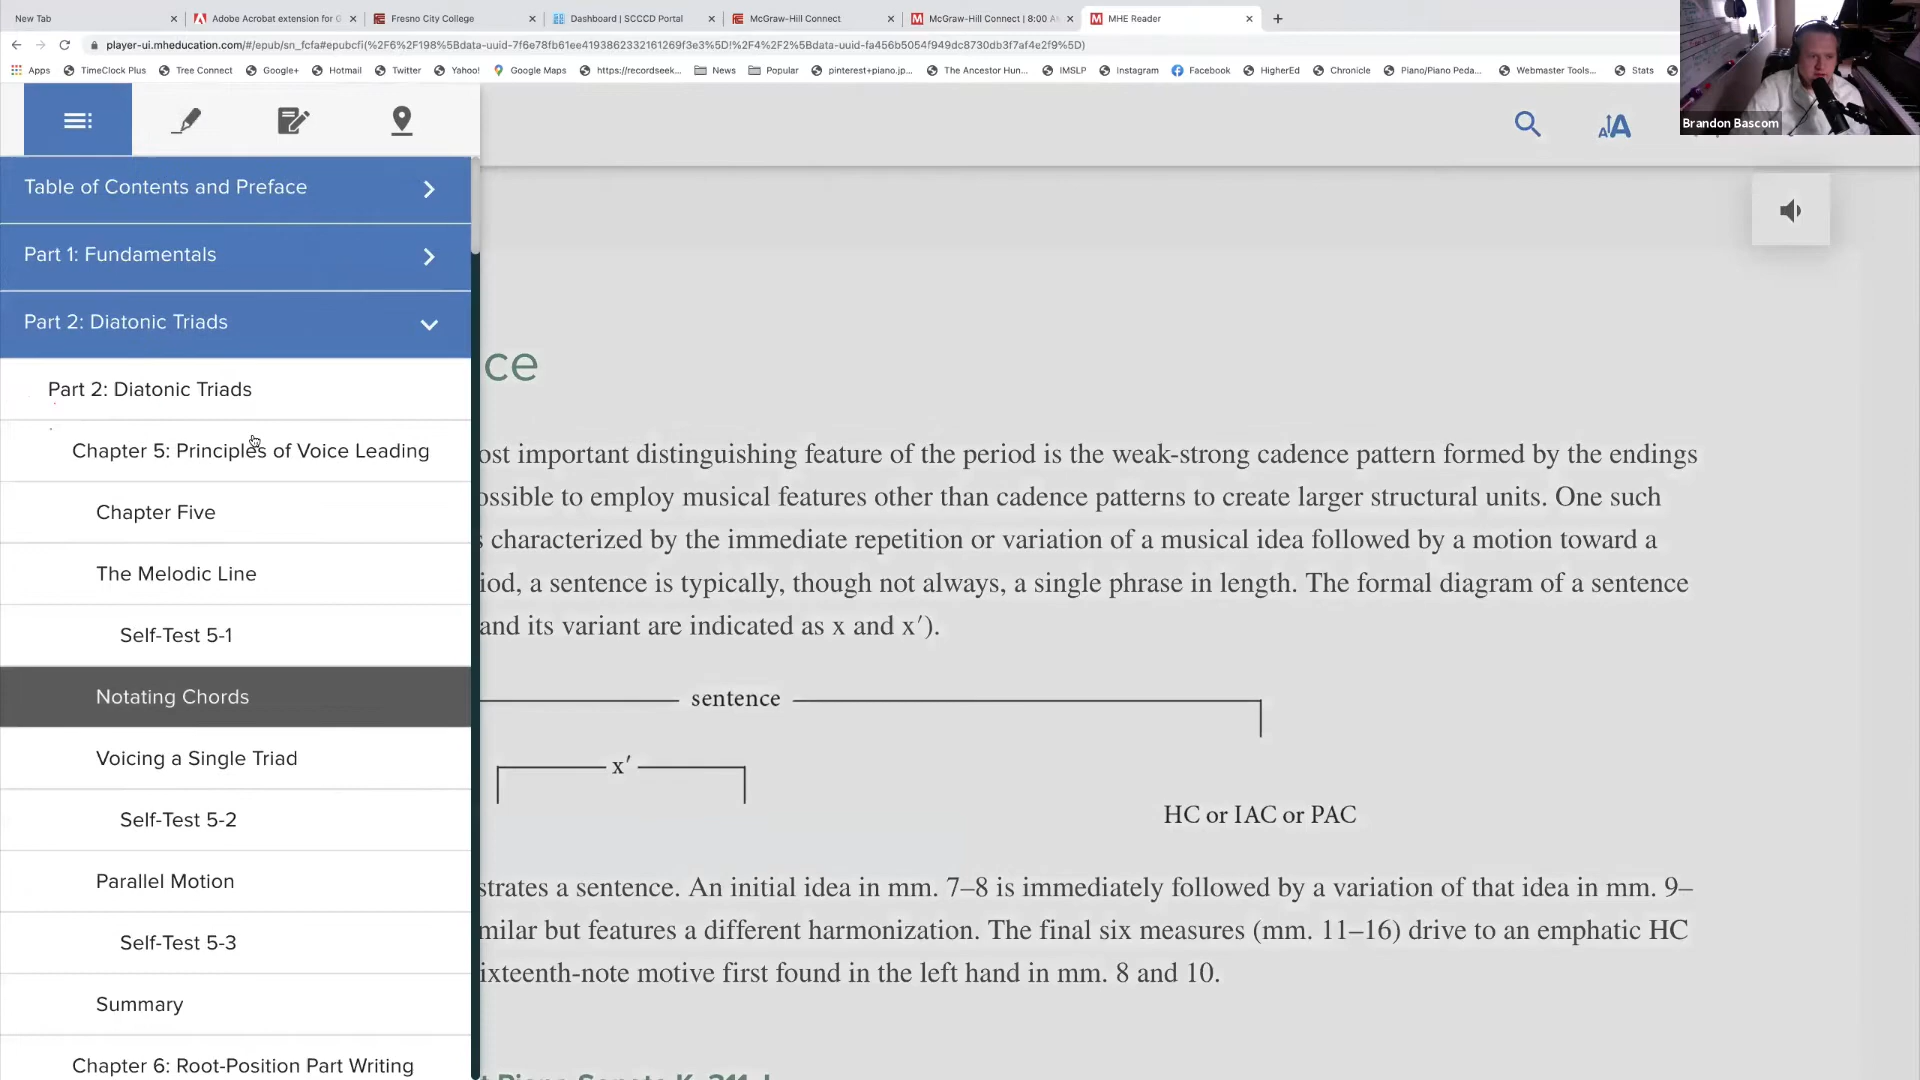 New Tab
Adobe Acrobat extension for G
Fresno City College
Dashboard | SCCCD Portal
McGraw-Hill Connect
McGraw-Hill Connect | 8:00 A
MHE Reader
player-ui.mheducation.com/#/epub/sn_fcfa#epubcfi(%2F6%2F198%5Bdata-uuid-7f6e78fb61ee4193862332161269f3e3%5D!%2F4%2F2%5Bdata-uuid-fa456b5054f949dc8730db3f7af4e2f9%5D)
Apps
TimeClock Plus
Tree Connect
Google+
Hotmail
Twitter
Yahoo!
Google Maps
https://recordseek...
News
Popular
pinterest+piano.jp...
The Ancestor Hun...
IMSLP
Instagram
Facebook
HigherEd
Chronicle
Piano/Piano Peda...
Webmaster Tools...
Stats
Brandon Bascom
Table of Contents and Preface
Part 1: Fundamentals
Part 2: Diatonic Triads
Part 2: Diatonic Triads
Chapter 5: Principles of Voice Leading
Chapter Five
The Melodic Line
Self-Test 5-1
Notating Chords
Voicing a Single Triad
Self-Test 5-2
Parallel Motion
Self-Test 5-3
Summary
Chapter 6: Root-Position Part Writing
ce
ost important distinguishing feature of the period is the weak-strong cadence pattern formed by the endings
ossible to employ musical features other than cadence patterns to create larger structural units. One such
s characterized by the immediate repetition or variation of a musical idea followed by a motion toward a
iod, a sentence is typically, though not always, a single phrase in length. The formal diagram of a sentence
and its variant are indicated as x and x′).
sentence
x′
HC or IAC or PAC
strates a sentence. An initial idea in mm. 7–8 is immediately followed by a variation of that idea in mm. 9–
milar but features a different harmonization. The final six measures (mm. 11–16) drive to an emphatic HC
ixteenth-note motive first found in the left hand in mm. 8 and 10.